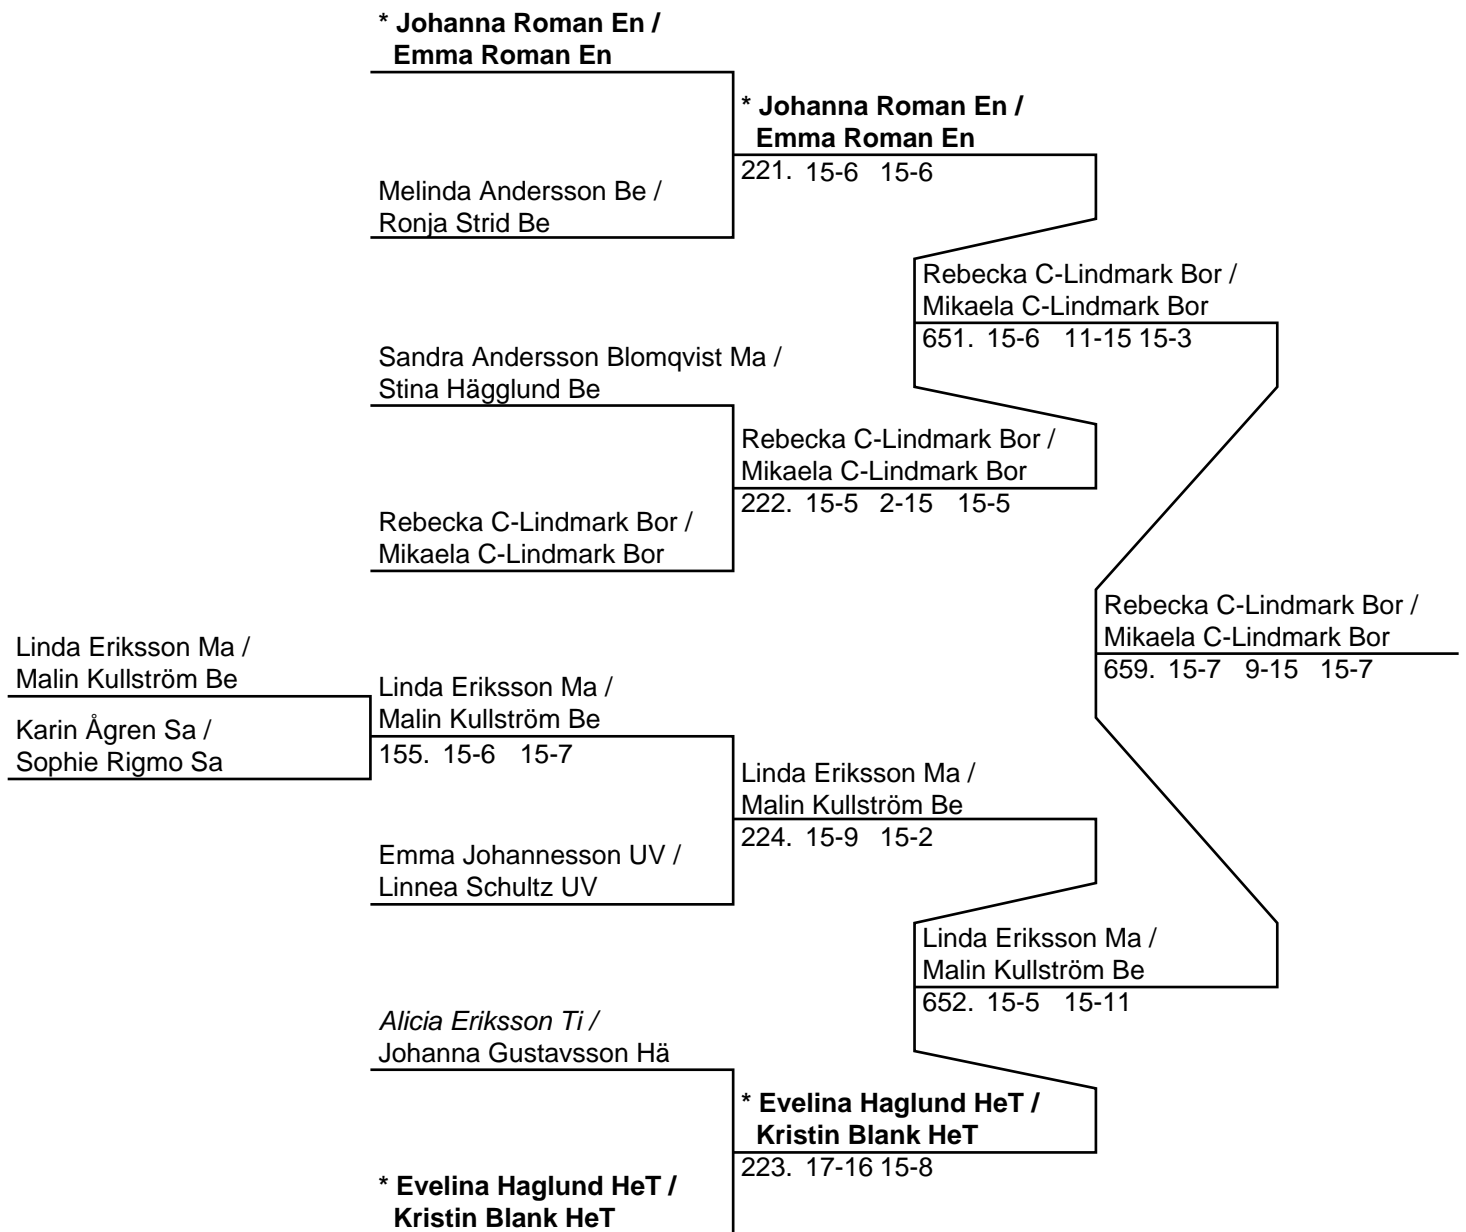 * Johanna Roman En /
Emma Roman En
* Johanna Roman En /
Emma Roman En
221. 15-6 15-6
Melinda Andersson Be /
Ronja Strid Be
Rebecka C-Lindmark Bor /
Mikaela C-Lindmark Bor
651. 15-6 11-15 15-3
Sandra Andersson Blomqvist Ma /
Stina Hägglund Be
Rebecka C-Lindmark Bor /
Mikaela C-Lindmark Bor
222. 15-5 2-15 15-5
Rebecka C-Lindmark Bor /
Mikaela C-Lindmark Bor
Rebecka C-Lindmark Bor /
Mikaela C-Lindmark Bor
659. 15-7 9-15 15-7
Linda Eriksson Ma /
Malin Kullström Be
Linda Eriksson Ma /
Malin Kullström Be
155. 15-6 15-7
Karin Ågren Sa /
Sophie Rigmo Sa
Linda Eriksson Ma /
Malin Kullström Be
224. 15-9 15-2
Emma Johannesson UV /
Linnea Schultz UV
Linda Eriksson Ma /
Malin Kullström Be
652. 15-5 15-11
Alicia Eriksson Ti /
Johanna Gustavsson Hä
* Evelina Haglund HeT /
Kristin Blank HeT
223. 17-16 15-8
* Evelina Haglund HeT /
Kristin Blank HeT